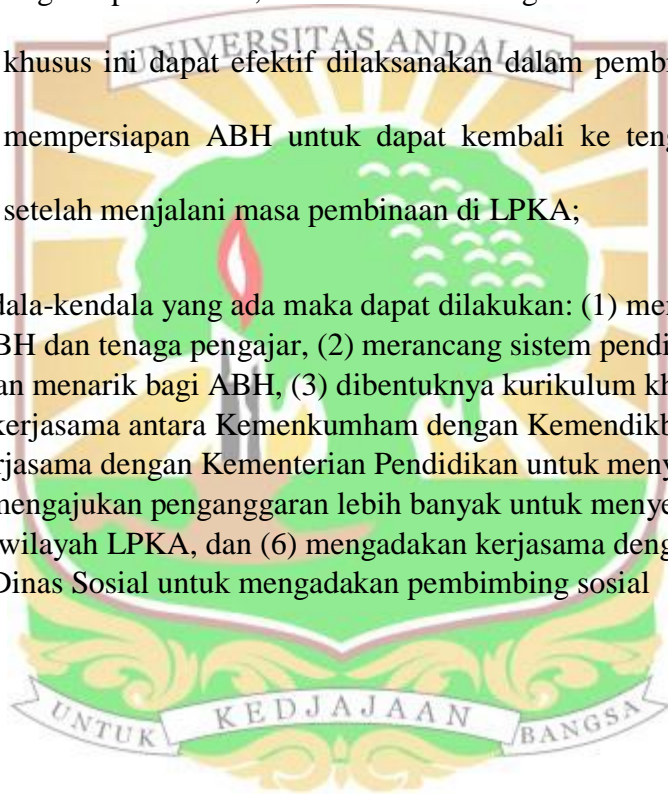 UNIVERSITAS ANDALAS
khusus ini dapat efektif dilaksanakan dalam pembi
mempersiapan ABH untuk dapat kembali ke teng
setelah menjalani masa pembinaan di LPKA;
dala-kendala yang ada maka dapat dilakukan: (1)
BH dan tenaga pengajar, (2) merancang sistem pendi
an menarik bagi ABH, (3) dibentuknya kurikulum kh
kerjasama antara Kemenkumham dengan Kemendikb
rjasama dengan Kementerian Pendidikan untuk meny
mengajukan penganggaran lebih banyak untuk menye
wilayah LPKA, dan (6) mengadakan kerjasama deng
Dinas Sosial untuk mengadakan pembimbing sosial
UNTUK KEDJAJAAN BANGSA